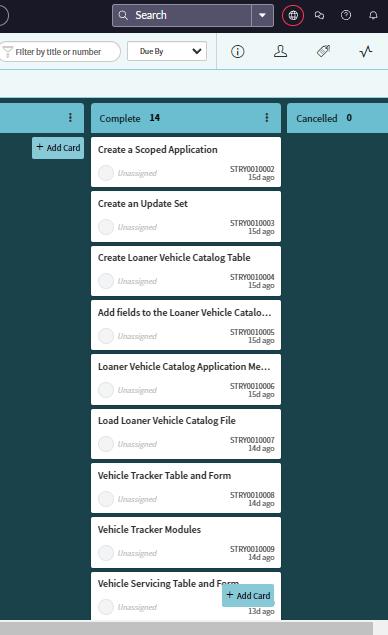 Search
Filter by title or number
Due By
Complete 14
Cancelled 0
+ Add Card
Create a Scoped Application
Unassigned
STRY0010002
15d ago
Create an Update Set
Unassigned
STRY0010003
15d ago
Create Loaner Vehicle Catalog Table
Unassigned
STRY0010004
15d ago
Add fields to the Loaner Vehicle Catalo...
Unassigned
STRY0010005
15d ago
Loaner Vehicle Catalog Application Me...
Unassigned
STRY0010006
15d ago
Load Loaner Vehicle Catalog File
Unassigned
STRY0010007
14d ago
Vehicle Tracker Table and Form
Unassigned
STRY0010008
14d ago
Vehicle Tracker Modules
Unassigned
STRY0010009
14d ago
Vehicle Servicing Table and Form
Unassigned
+ Add Card
13d ago